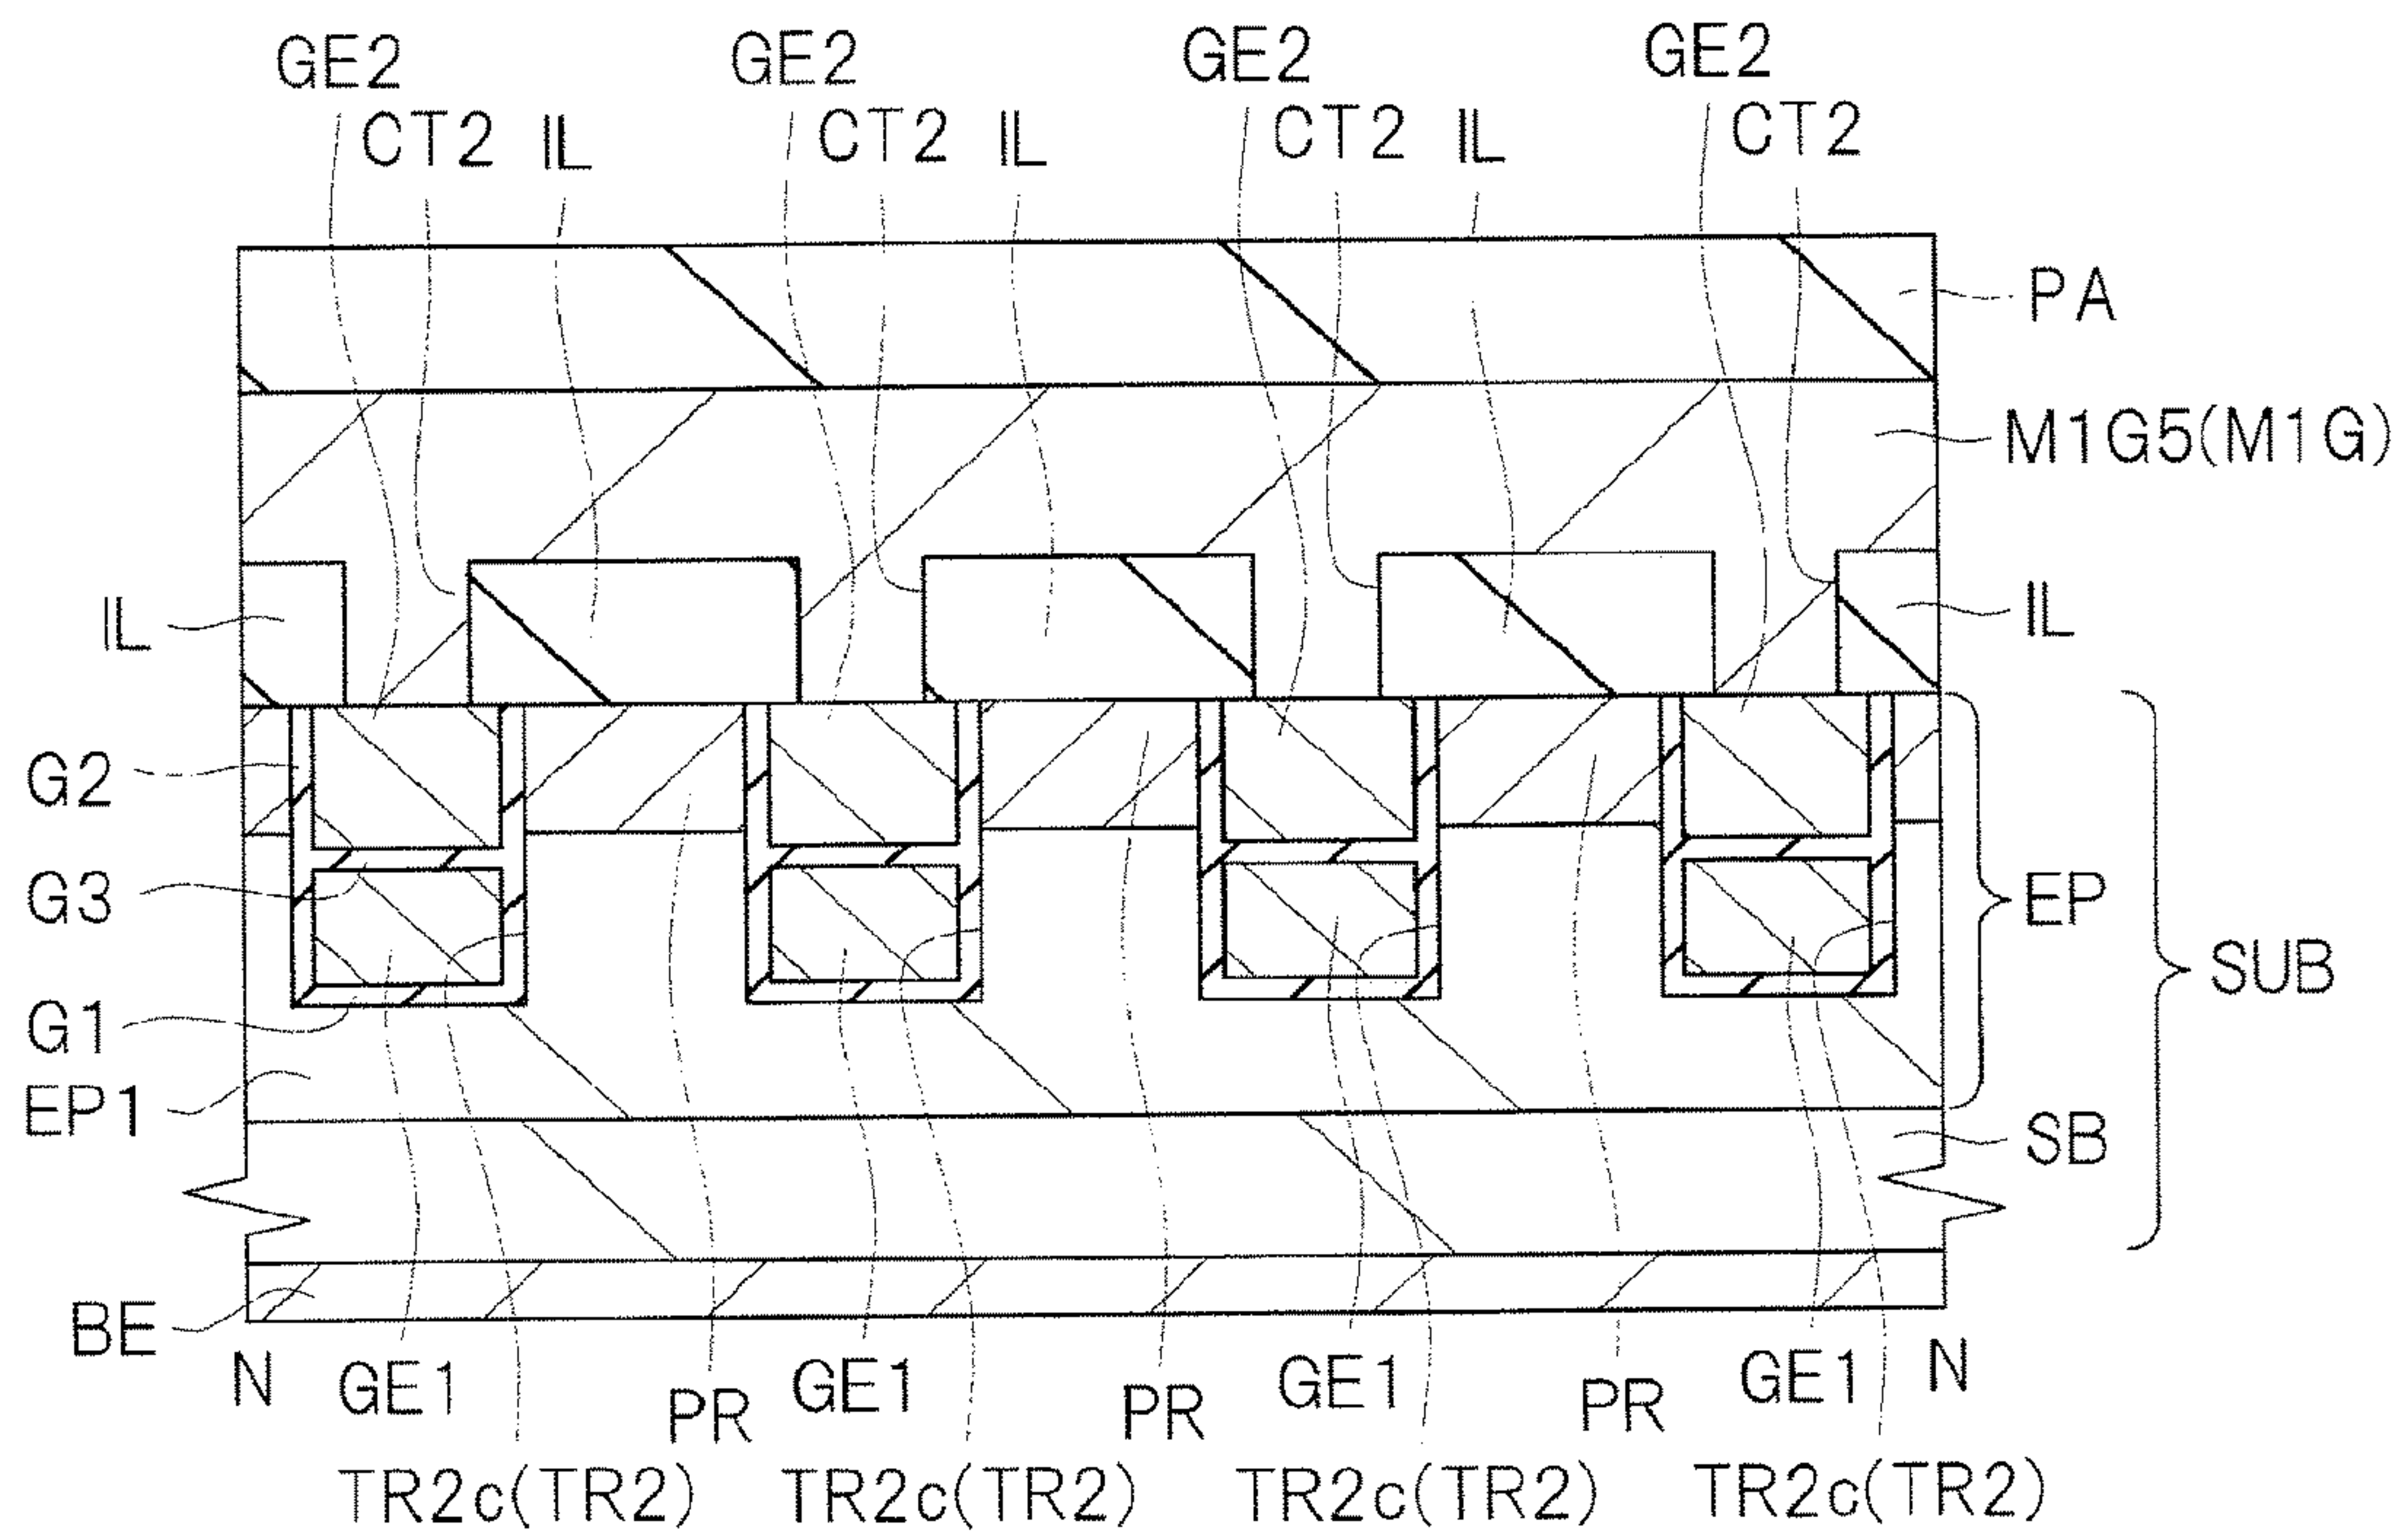 GE2 GE2 GE2 GE2
CT2 IL CT2 IL CT2 IL CT2
PA
M1G5(M1G)
IL IL
G2
G3 EP
SUB
G1
EP1 SB
BE
N GE1 PR GE1 PR GE1 PR GE1 N
TR2c(TR2) TR2c(TR2) TR2c(TR2) TR2c(TR2)